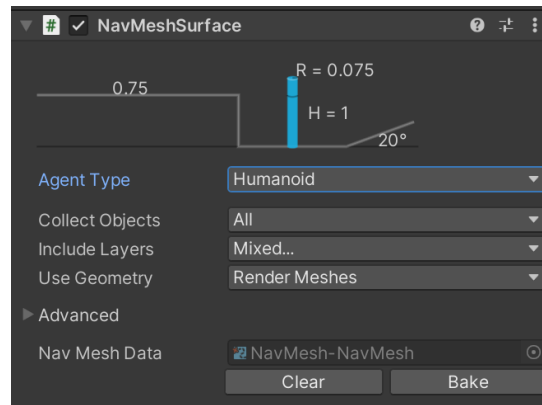 # NavMeshSurface
R = 0.075
0.75
H = 1
20°
Agent Type Humanoid
Collect Objects All
Include Layers Mixed...
Use Geometry Render Meshes
Advanced
Nav Mesh Data NavMesh-NavMesh
Clear Bake